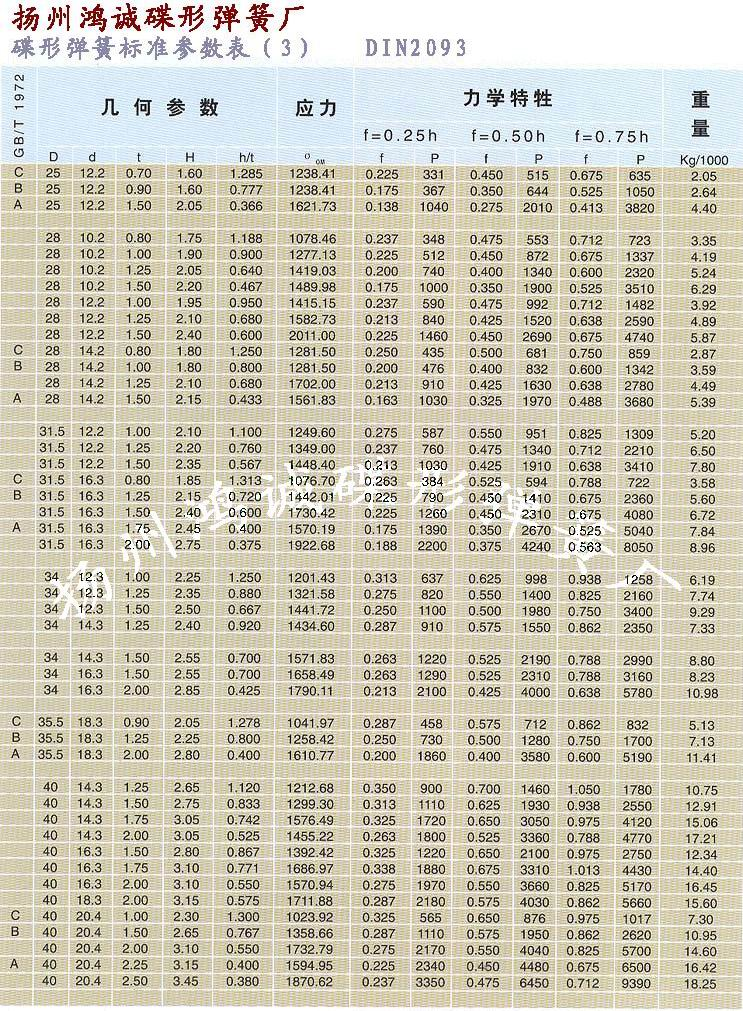 扬州鸿诚碟形弹簧厂
碟形弹簧标准参数表(3) DIN2093
GB/T 1972 几何参数 应力 力学特性 重量
f=0.25h f=0.50h f=0.75h
D d t H h/t σOM f P f P f P Kg/1000
C 25 12.2 0.70 1.60 1.285 1238.41 0.225 331 0.450 515 0.675 635 2.05
B 25 12.2 0.90 1.60 0.777 1238.41 0.175 367 0.350 644 0.525 1050 2.64
A 25 12.2 1.50 2.05 0.366 1621.73 0.138 1040 0.275 2010 0.413 3820 4.40
28 10.2 0.80 1.75 1.188 1078.46 0.237 348 0.475 553 0.712 723 3.35
28 10.2 1.00 1.90 0.900 1277.13 0.225 512 0.450 872 0.675 1337 4.19
28 10.2 1.25 2.05 0.640 1419.03 0.200 740 0.400 1340 0.600 2320 5.24
28 10.2 1.50 2.20 0.467 1489.98 0.175 1000 0.350 1900 0.525 3510 6.29
28 12.2 1.00 1.95 0.950 1415.15 0.237 590 0.475 992 0.712 1482 3.92
28 12.2 1.25 2.10 0.680 1582.73 0.213 840 0.425 1520 0.638 2590 4.89
28 12.2 1.50 2.40 0.600 2011.00 0.225 1460 0.450 2690 0.675 4740 5.87
C 28 14.2 0.80 1.80 1.250 1281.50 0.250 435 0.500 681 0.750 859 2.87
B 28 14.2 1.00 1.80 0.800 1281.50 0.200 476 0.400 832 0.600 1342 3.59
28 14.2 1.25 2.10 0.680 1702.00 0.213 910 0.425 1630 0.638 2780 4.49
A 28 14.2 1.50 2.15 0.433 1561.83 0.163 1030 0.325 1970 0.488 3680 5.39
31.5 12.2 1.00 2.10 1.100 1249.60 0.275 587 0.550 951 0.825 1309 5.20
31.5 12.2 1.25 2.20 0.760 1349.00 0.237 760 0.475 1340 0.712 2210 6.50
31.5 12.2 1.50 2.35 0.567 1448.40 0.213 1030 0.425 1910 0.638 3410 7.80
C 31.5 16.3 0.80 1.85 1.313 1076.70 0.263 384 0.525 594 0.788 722 3.58
B 31.5 16.3 1.25 2.15 0.720 1442.01 0.225 790 0.450 1410 0.675 2360 5.60
31.5 16.3 1.50 2.40 0.600 1730.42 0.225 1260 0.450 2310 0.675 4080 6.72
A 31.5 16.3 1.75 2.45 0.400 1570.19 0.175 1390 0.350 2670 0.525 5040 7.84
31.5 16.3 2.00 2.75 0.375 1922.68 0.188 2200 0.375 4240 0.563 8050 8.96
34 12.3 1.00 2.25 1.250 1201.43 0.313 637 0.625 998 0.938 1258 6.19
34 12.3 1.25 2.35 0.880 1321.58 0.275 820 0.550 1400 0.825 2160 7.74
34 12.3 1.50 2.50 0.667 1441.72 0.250 1100 0.500 1980 0.750 3400 9.29
34 14.3 1.25 2.40 0.920 1434.60 0.287 910 0.575 1550 0.862 2350 7.33
34 14.3 1.50 2.55 0.700 1571.83 0.263 1220 0.525 2190 0.788 2990 8.80
34 16.3 1.50 2.55 0.700 1658.49 0.263 1290 0.525 2310 0.788 3160 8.23
34 16.3 2.00 2.85 0.425 1790.11 0.213 2100 0.425 4000 0.638 5780 10.98
C 35.5 18.3 0.90 2.05 1.278 1041.97 0.287 458 0.575 712 0.862 832 5.13
B 35.5 18.3 1.25 2.25 0.800 1258.42 0.250 730 0.500 1280 0.750 1700 7.13
A 35.5 18.3 2.00 2.80 0.400 1610.77 0.200 1860 0.400 3580 0.600 5190 11.41
40 14.3 1.25 2.65 1.120 1212.68 0.350 900 0.700 1460 1.050 1780 10.75
40 14.3 1.50 2.75 0.833 1299.30 0.313 1110 0.625 1930 0.938 2550 12.91
40 14.3 1.75 3.05 0.742 1576.49 0.325 1720 0.650 3050 0.975 4120 15.06
40 14.3 2.00 3.05 0.525 1455.22 0.263 1800 0.525 3360 0.788 4770 17.21
40 16.3 1.50 2.80 0.867 1392.42 0.325 1220 0.650 2100 0.975 2750 12.34
40 16.3 1.75 3.10 0.771 1686.97 0.338 1880 0.675 3310 1.013 4430 14.40
40 16.3 2.00 3.10 0.550 1570.94 0.275 1970 0.550 3660 0.825 5170 16.45
40 18.3 2.00 3.15 0.575 1711.88 0.287 2180 0.575 4030 0.862 5660 15.60
C 40 20.4 1.00 2.30 1.300 1023.92 0.325 565 0.650 876 0.975 1017 7.30
B 40 20.4 1.50 2.65 0.767 1358.66 0.287 1110 0.575 1950 0.862 2620 10.95
40 20.4 2.00 3.10 0.550 1732.79 0.275 2170 0.550 4040 0.825 5700 14.60
A 40 20.4 2.25 3.15 0.400 1594.95 0.225 2340 0.450 4480 0.675 6500 16.42
40 20.4 2.50 3.45 0.380 1870.62 0.237 3350 0.475 6450 0.712 9390 18.25
扬州鸿诚碟形弹簧厂